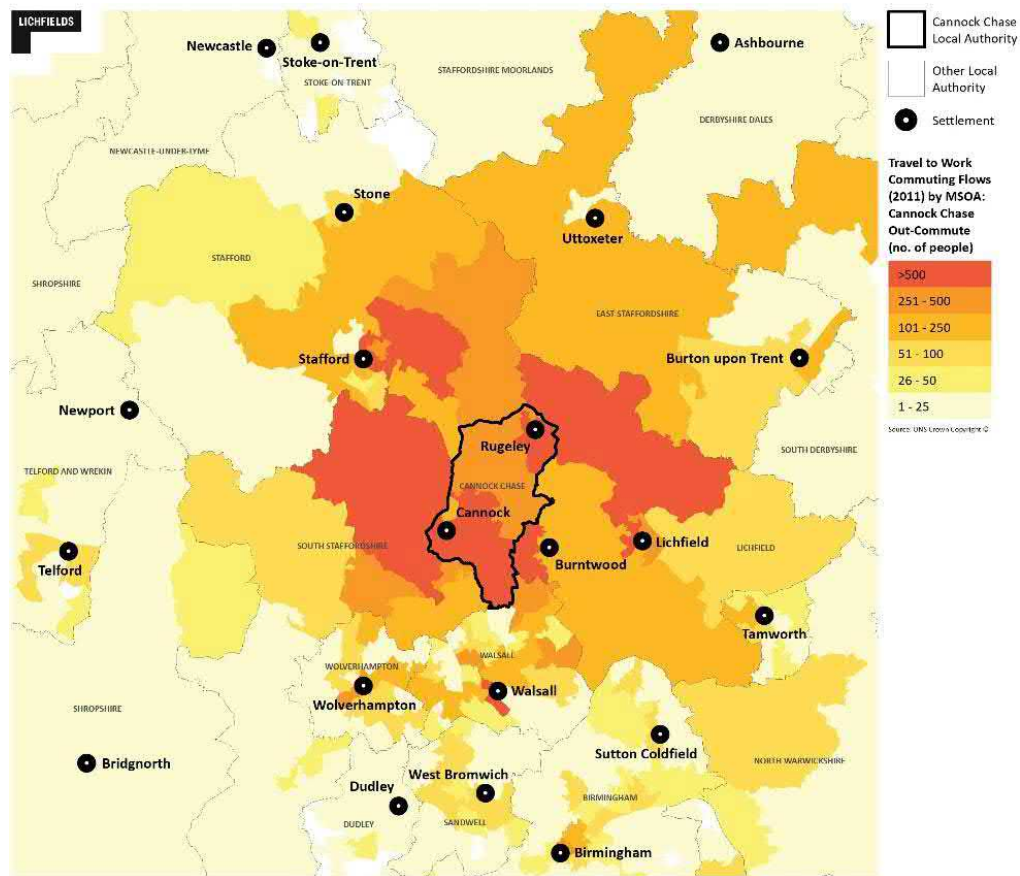 LICHFIELDS
Newcastle
Stoke-on-Trent
STOKE-ON-TRENT
STAFFORDSHIRE MOORLANDS
Ashbourne
DERBYSHIRE DALES
NEWCASTLE-UNDER-LYME
Stone
Uttoxeter
STAFFORD
SHROPSHIRE
EAST STAFFORDSHIRE
Stafford
Burton upon Trent
Newport
Rugeley
SOUTH DERBYSHIRE
TELFORD AND WREKIN
CANNOCK CHASE
Cannock
SOUTH STAFFORDSHIRE
Lichfield
LICHFIELD
Telford
Burntwood
Tamworth
WALSALL
WOLVERHAMPTON
Walsall
Wolverhampton
SHROPSHIRE
Sutton Coldfield
NORTH WARWICKSHIRE
Bridgnorth
West Bromwich
Dudley
BIRMINGHAM
DUDLEY
SANDWELL
Birmingham
Cannock Chase
Local Authority
Other Local
Authority
Settlement
Travel to Work
Commuting Flows
(2011) by MSOA:
Cannock Chase
Out-Commute
(no. of people)
>500
251 - 500
101 - 250
51 - 100
26 - 50
1 - 25
Source: ONS Crown Copyright ©